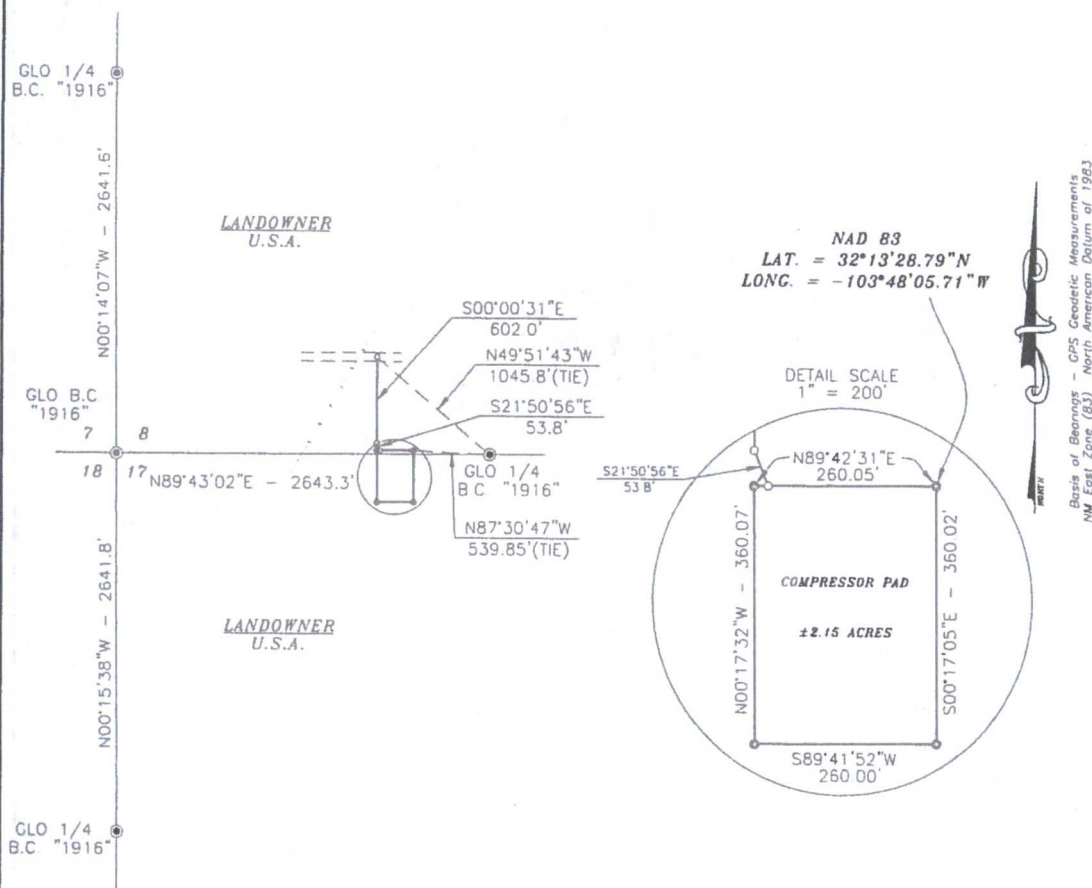 GLO 1/4
B.C. "1916"
N00°14'07"W - 2641.6'
LANDOWNER
U.S.A.
GLO B.C.
"1916"
7 8
18 17
N89°43'02"E - 2643.3'
N00°15'38"W - 2641.8'
LANDOWNER
U.S.A.
GLO 1/4
B.C "1916"
S00°00'31"E
602 0'
N49°51'43"W
1045.8'(TIE)
S21°50'56"E
53.8'
GLO 1/4
B C "1916"
N87°30'47"W
539.85'(TIE)
NAD 83
LAT. = 32°13'28.79"N
LONG. = -103°48'05.71"W
DETAIL SCALE
1" = 200'
S21°50'56"E
53 8'
N89°42'31"E
260.05'
N00°17'32"W - 360.07'
COMPRESSOR PAD
±2.15 ACRES
S00°17'05"E - 360.02'
S89°41'52"W
260 00'
NORTH
Basis of Bearings - GPS Geodetic Measurements
NM East Zone (83) North American Datum of 1983